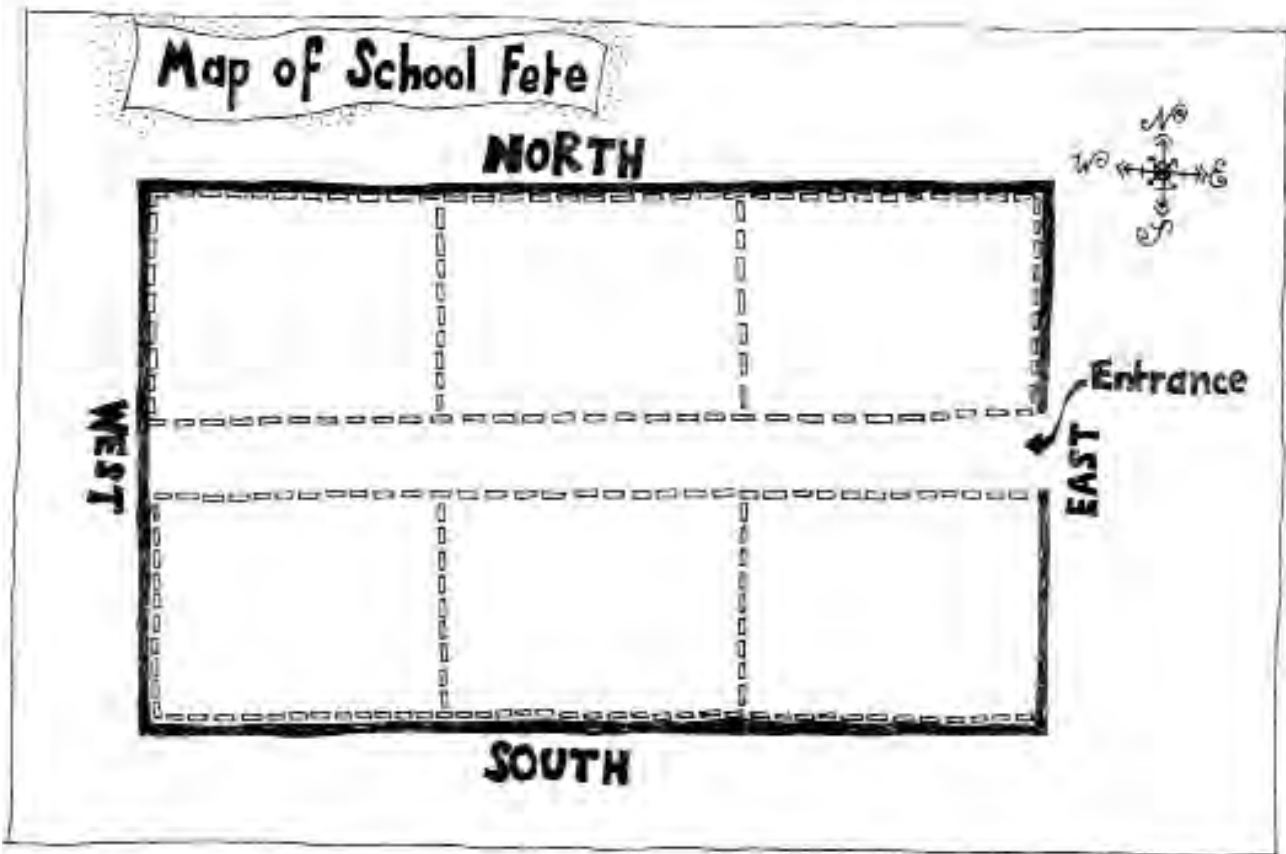 Map of School Fete
NORTH
N
W
E
S
Entrance
WEST
EAST
SOUTH